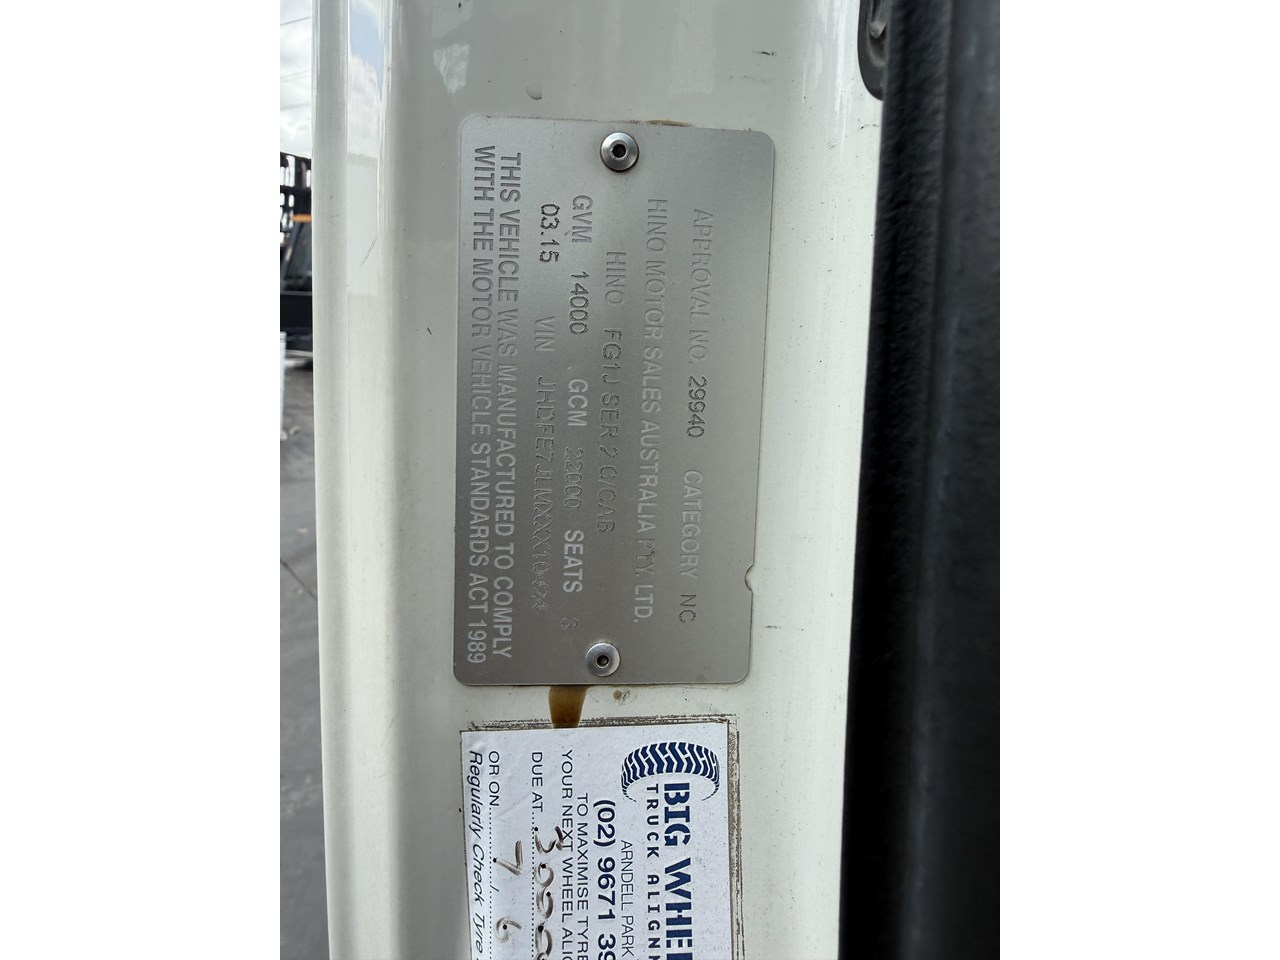 APPROVAL NO. 29940 CATEGORY NC
HINO MOTOR SALES AUSTRALIA PTY. LTD.
HINO FG1J SER 2 C/CAB
GVM 14000 GCM 22000 SEATS 3
03.15 VIN
THIS VEHICLE WAS MANUFACTURED TO COMPLY
WITH THE MOTOR VEHICLE STANDARDS ACT 1989
BIG WHEE
TRUCK ALIGN
ARNDELL PARK
(02) 9671 39
TO MAXIMISE TYRE
YOUR NEXT WHEEL ALIG
DUE AT
OR ON 7 / 6
Regularly Check Tyre